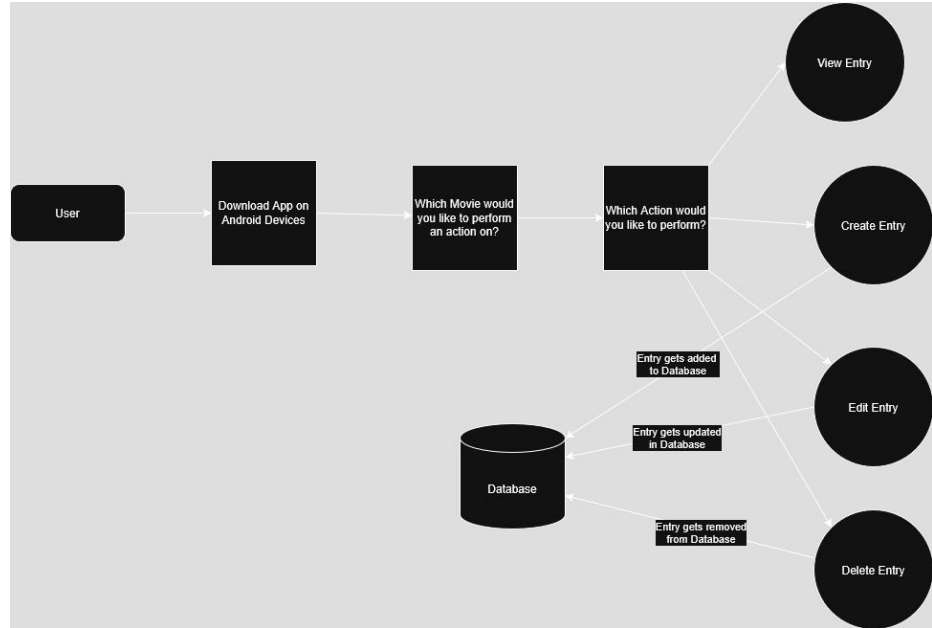 View Entry
User
Download App on
Android Devices
Which Movie would
you like to perform
an action on?
Which Action would
you like to perform?
Create Entry
Entry gets added
to Database
Edit Entry
Entry gets updated
in Database
Database
Entry gets removed
from Database
Delete Entry